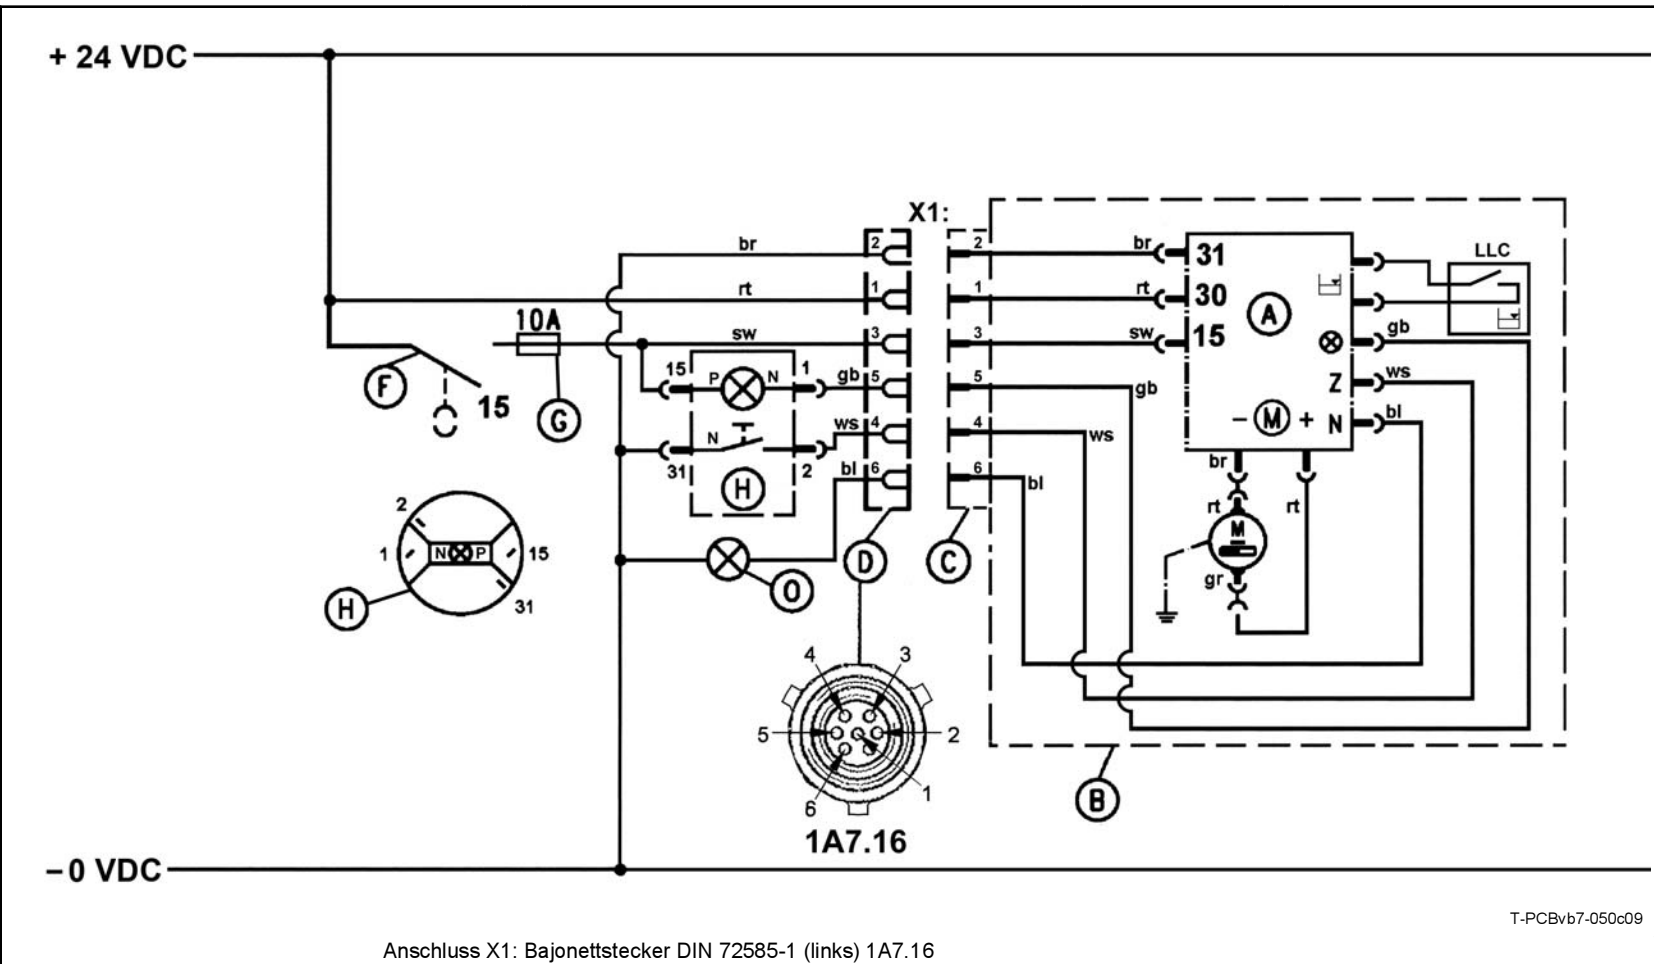 + 24 VDC
X1:
br
2
2
br
31
LLC
rt
1
1
rt
30
A
10A
sw
3
3
sw
15
gb
F
15
G
15
P
N
1
gb
5
5
gb
Z
ws
N
2
ws
4
4
ws
− M +
N
bl
31
H
2
bl
6
6
bl
br
rt
rt
M
gr
2
1
N
P
15
31
H
O
D
C
4
3
5
2
6
1
B
1A7.16
− 0 VDC
T-PCBvb7-050c09
Anschluss X1: Bajonettstecker DIN 72585-1 (links) 1A7.16